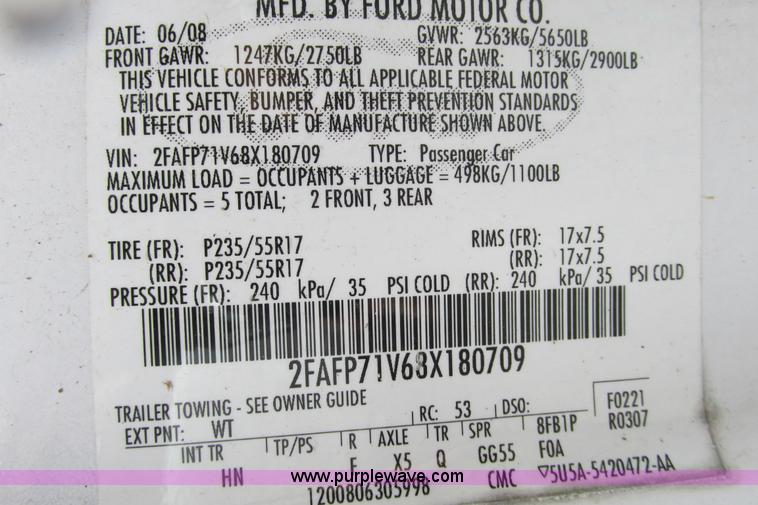 MFD. BY FORD MOTOR CO.
DATE: 06/08 GVWR: 2563KG/5650LB
FRONT GAWR: 1247KG/2750LB REAR GAWR: 1315KG/2900LB
THIS VEHICLE CONFORMS TO ALL APPLICABLE FEDERAL MOTOR
VEHICLE SAFETY, BUMPER, AND THEFT PREVENTION STANDARDS
IN EFFECT ON THE DATE OF MANUFACTURE SHOWN ABOVE.
VIN: 2FAFP71V68X180709 TYPE: Passenger Car
MAXIMUM LOAD = OCCUPANTS + LUGGAGE = 498KG/1100LB
OCCUPANTS = 5 TOTAL; 2 FRONT, 3 REAR
TIRE (FR): P235/55R17 RIMS (FR): 17x7.5
(RR): P235/55R17 (RR): 17x7.5
PRESSURE (FR): 240 kPa/ 35 PSI COLD (RR): 240 kPa/ 35 PSI COLD
2FAFP71V68X180709
TRAILER TOWING - SEE OWNER GUIDE
EXT PNT: WT RC: 53 DSO: F0221
INT TR TP/PS R AXLE TR SPR 8FB1P R0307
HN F X5 Q GG55 FOA
www.purplewave.com
1200806305998 CMC ▽5U5A-5420472-AA